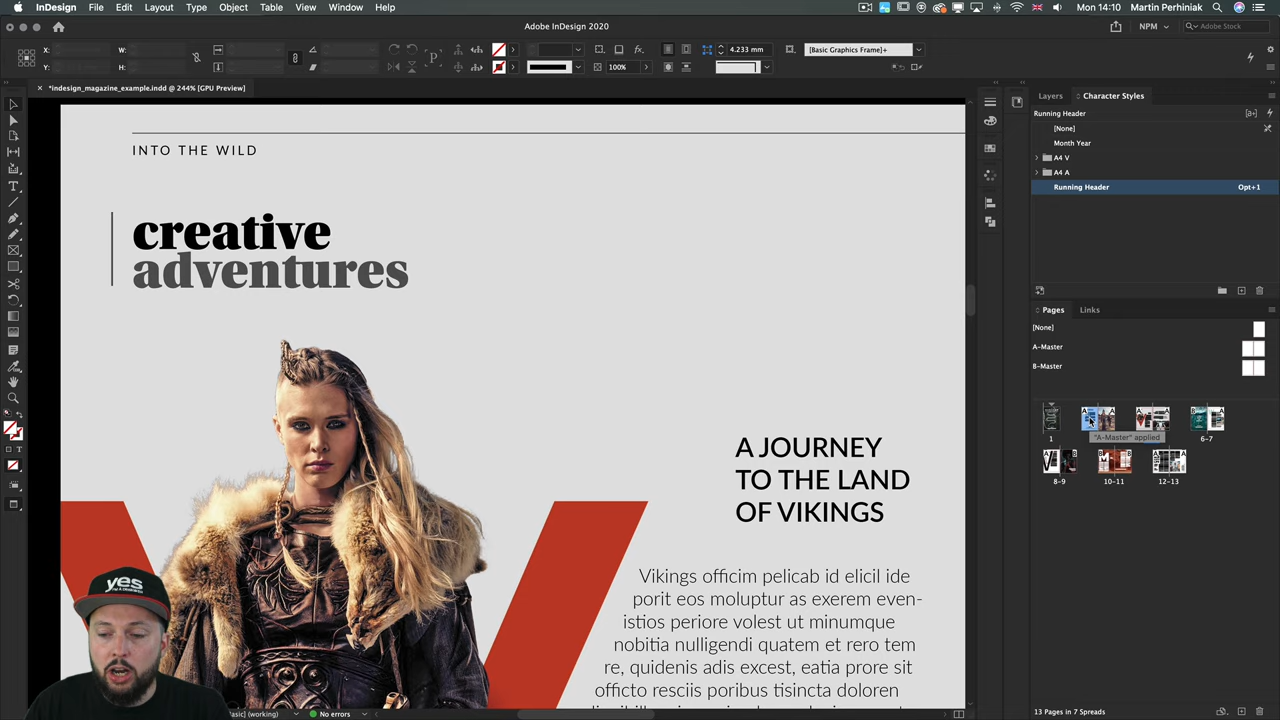 InDesign File Edit Layout Type Object Table View Window Help
Mon 14:10 Martin Perhiniak
Adobe InDesign 2020
NPM
Adobe Stock
X: W:
Y: H:
4.233 mm
[Basic Graphics Frame]+
100%
*indesign_magazine_example.indd @ 244% [GPU Preview]
INTO THE WILD
creative
adventures
A JOURNEY
TO THE LAND
OF VIKINGS
Vikings officim pelicab id elicid ide
porit eos moluptur as exerem even-
istios periore volest ut minumque
nobitia nulligendi quatem et rero tem
re, quidenis adis excest, eatia prore sit
officto resciis poribus tisincta doloren
yes
Layers Character Styles
Running Header
[None]
Month Year
A4 V
A4 A
Running Header Opt+1
Pages Links
[None]
A-Master
B-Master
"A-Master" applied
1 6-7
8-9 10-11 12-13
13 Pages in 7 Spreads
[Basic] (working) No errors